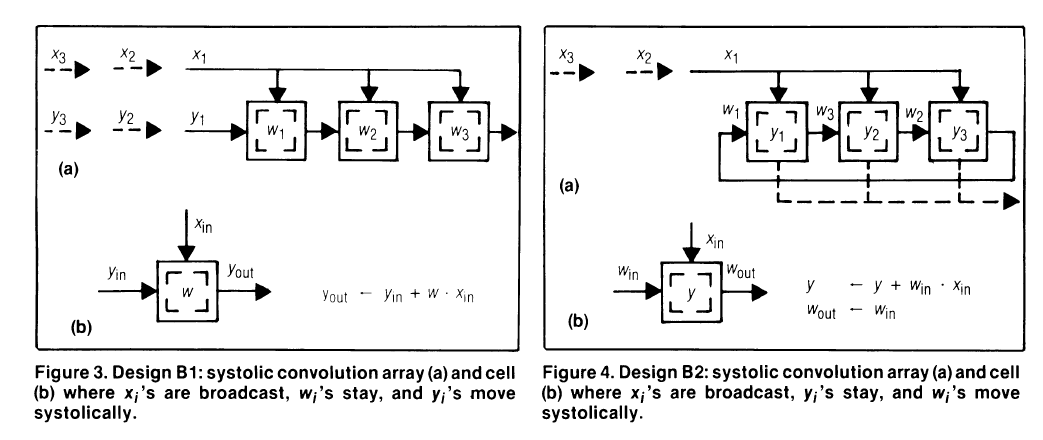 x3 x2 x1
y3 y2 y1 w1 w2 w3
(a)
xin
yin w yout
yout ← yin + w · xin
(b)
Figure 3. Design B1: systolic convolution array (a) and cell
(b) where xi's are broadcast, wi's stay, and yi's move
systolically.
x3 x2 x1
w1 y1 w3 y2 w2 y3
(a)
xin
win y wout
y ← y + win · xin
wout ← win
(b)
Figure 4. Design B2: systolic convolution array (a) and cell
(b) where xi's are broadcast, yi's stay, and wi's move
systolically.